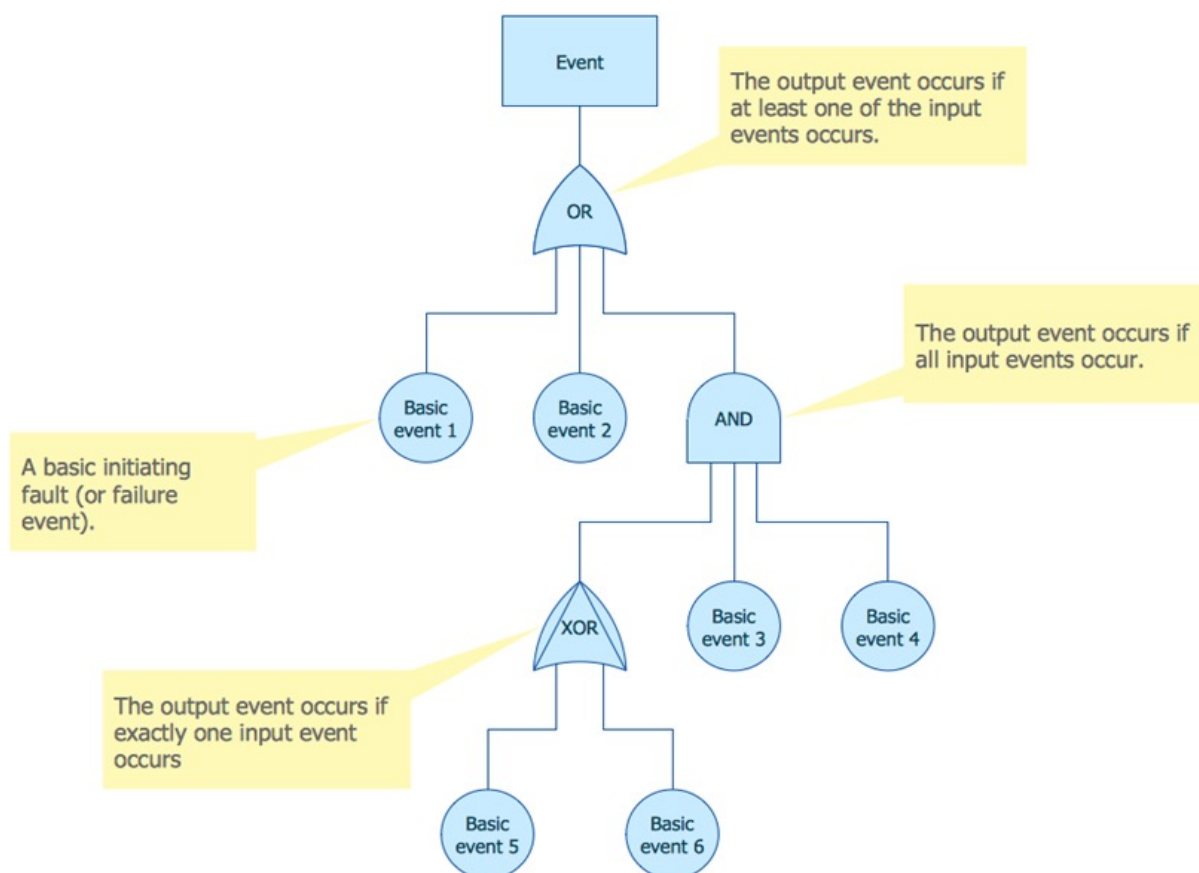 Event
The output event occurs if
at least one of the input
events occurs.
OR
The output event occurs if
all input events occur.
Basic
event 1
Basic
event 2
AND
A basic initiating
fault (or failure
event).
XOR
Basic
event 3
Basic
event 4
The output event occurs if
exactly one input event
occurs
Basic
event 5
Basic
event 6